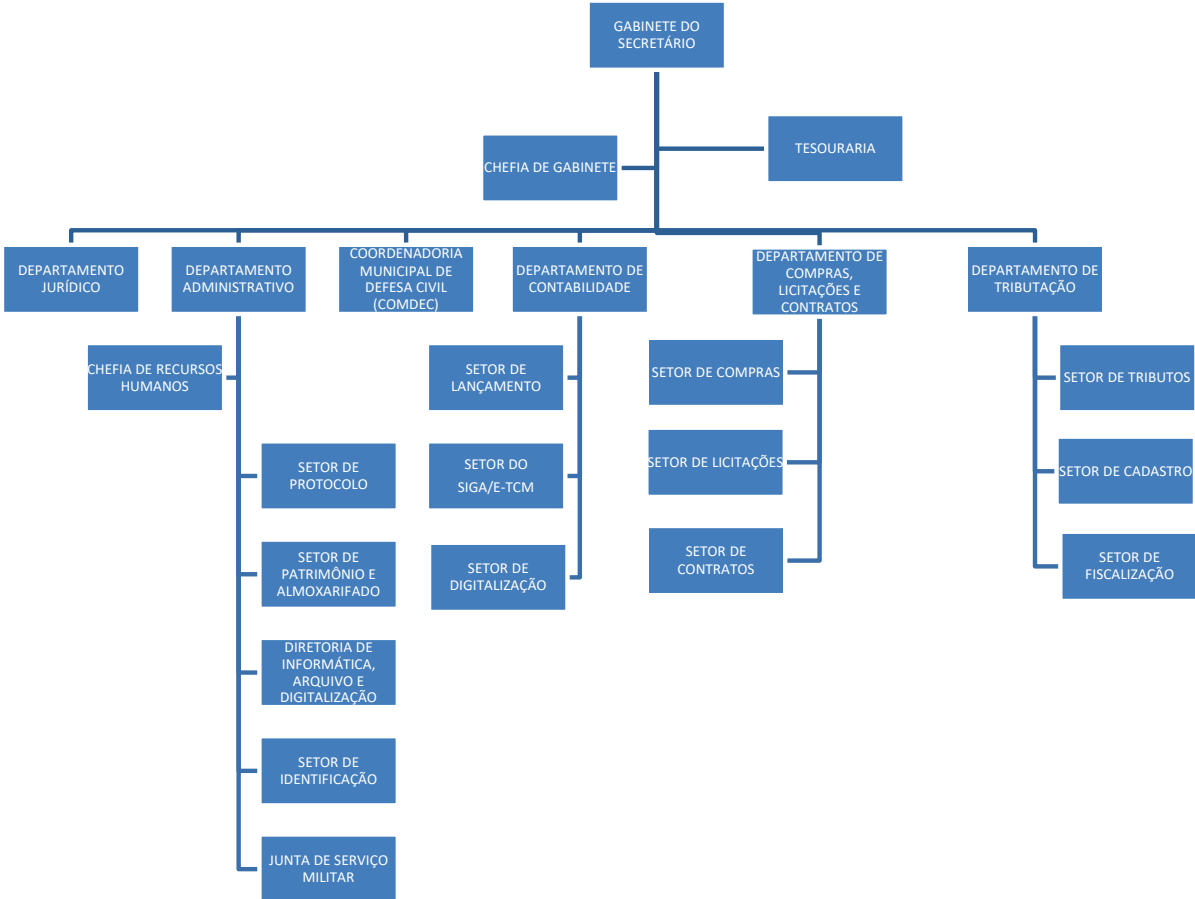 GABINETE DO
SECRETÁRIO
TESOURARIA
CHEFIA DE GABINETE
DEPARTAMENTO
JURÍDICO
DEPARTAMENTO
ADMINISTRATIVO
COORDENADORIA
MUNICIPAL DE
DEFESA CIVIL
(COMDEC)
DEPARTAMENTO DE
CONTABILIDADE
DEPARTAMENTO DE
COMPRAS,
LICITAÇÕES E
CONTRATOS
DEPARTAMENTO DE
TRIBUTAÇÃO
CHEFIA DE RECURSOS
HUMANOS
SETOR DE
PROTOCOLO
SETOR DE
PATRIMÔNIO E
ALMOXARIFADO
DIRETORIA DE
INFORMÁTICA,
ARQUIVO E
DIGITALIZAÇÃO
SETOR DE
IDENTIFICAÇÃO
JUNTA DE SERVIÇO
MILITAR
SETOR DE
LANÇAMENTO
SETOR DO
SIGA/E-TCM
SETOR DE
DIGITALIZAÇÃO
SETOR DE COMPRAS
SETOR DE LICITAÇÕES
SETOR DE
CONTRATOS
SETOR DE TRIBUTOS
SETOR DE CADASTRO
SETOR DE
FISCALIZAÇÃO